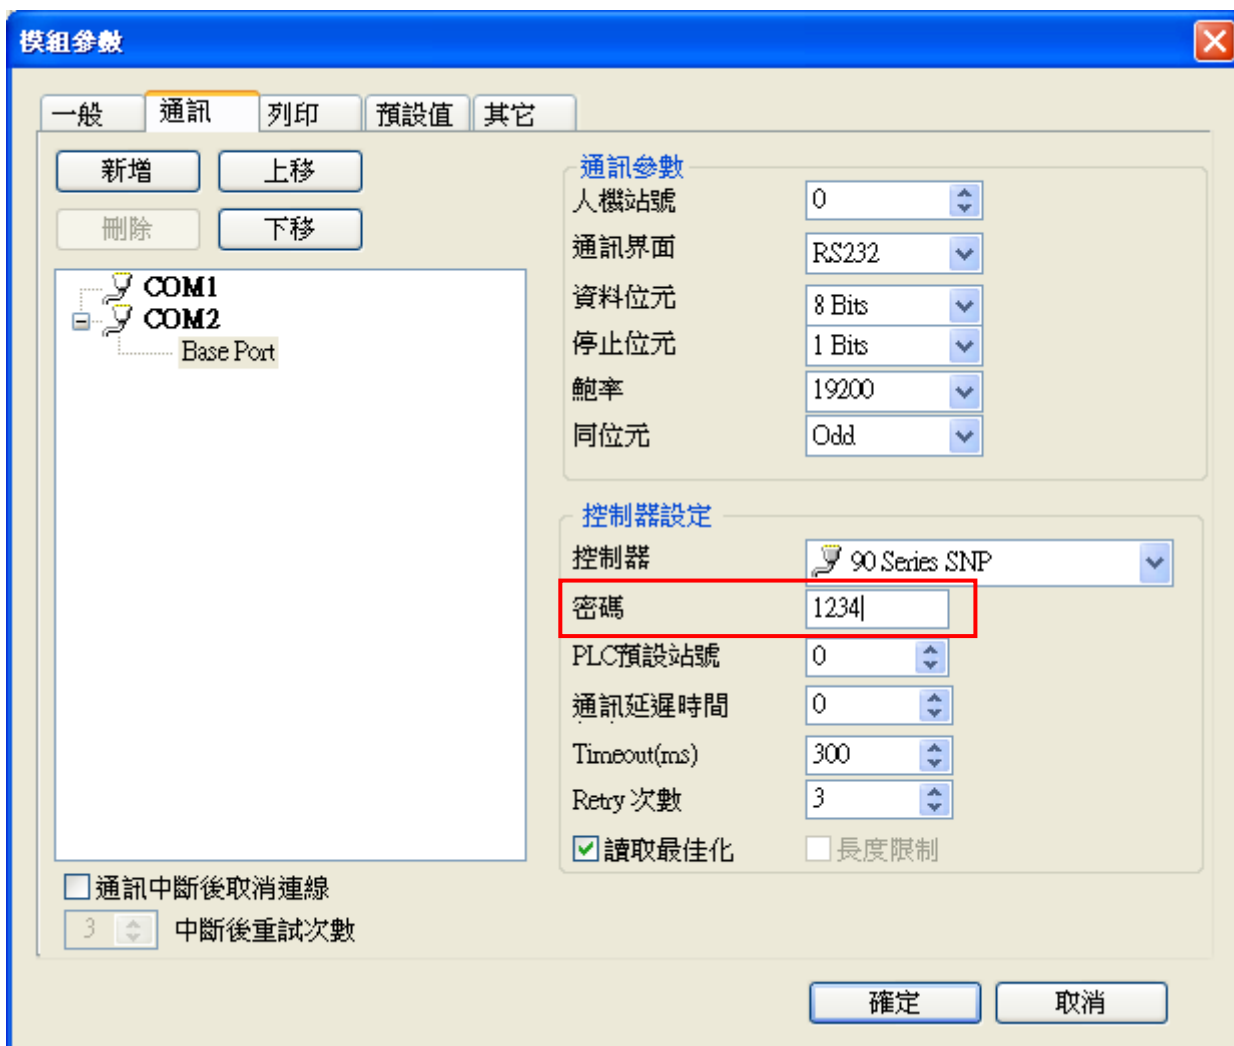 模組參數
一般 通訊 列印 預設值 其它
新增 上移
刪除 下移
COM1
COM2
Base Port
通訊中斷後取消連線
3 中斷後重試次數
通訊參數
人機站號 0
通訊界面 RS232
資料位元 8 Bits
停止位元 1 Bits
鮑率 19200
同位元 Odd
控制器設定
控制器 90 Series SNP
密碼 1234
PLC預設站號 0
通訊延遲時間 0
Timeout(ms) 300
Retry 次數 3
讀取最佳化 長度限制
確定 取消